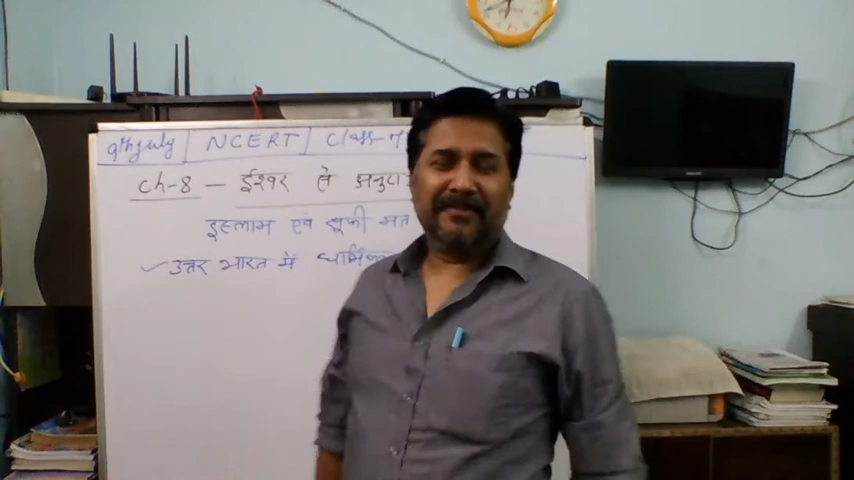 9th July NCERT Class-
Ch-8 — ईश्वर से
इस्लाम एवं सूफी मत
✓ उत्तर भारत में